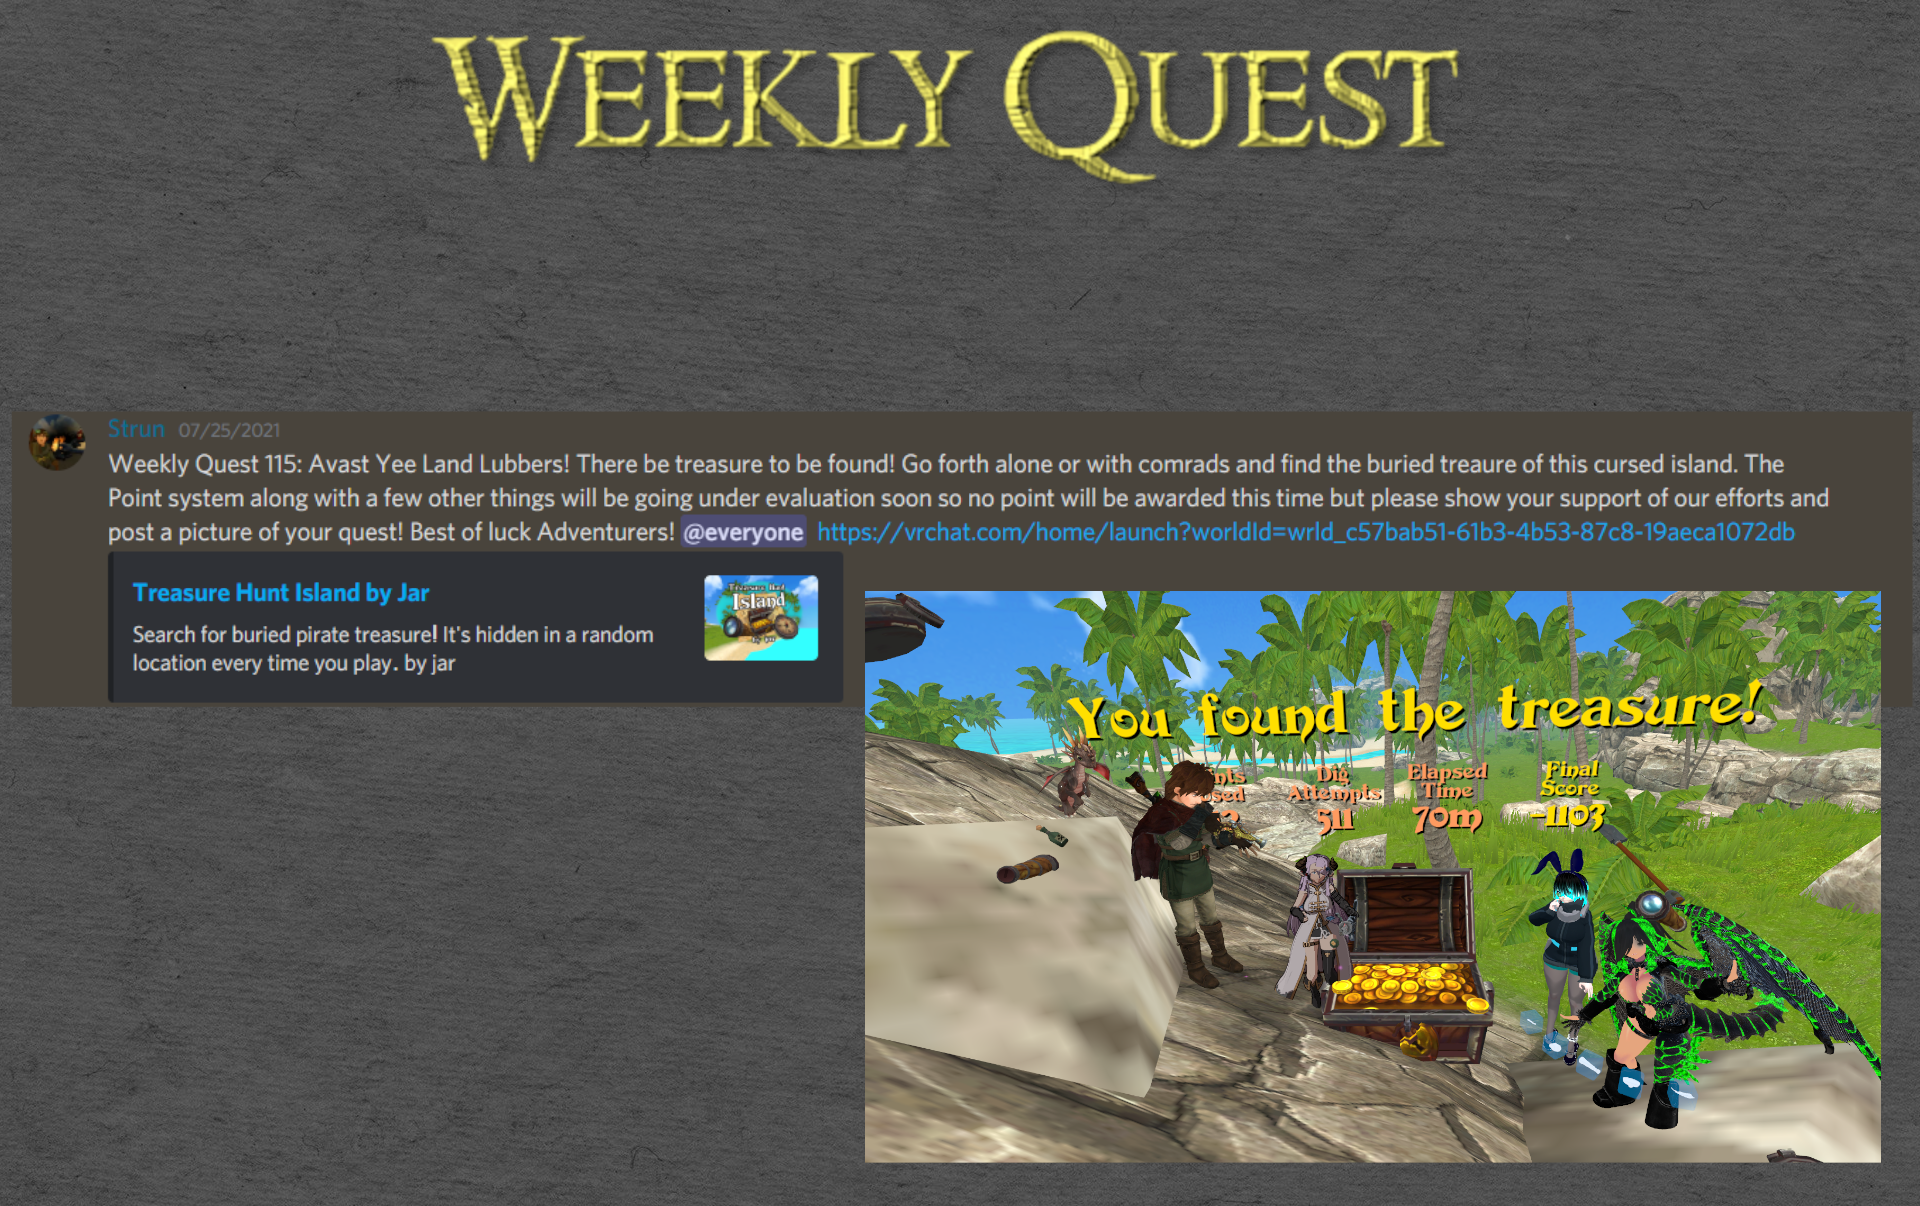 WEEKLY QUEST
Strun 07/25/2021
Weekly Quest 115: Avast Yee Land Lubbers! There be treasure to be found! Go forth alone or with comrads and find the buried treaure of this cursed island. The
Point system along with a few other things will be going under evaluation soon so no point will be awarded this time but please show your support of our efforts and
post a picture of your quest! Best of luck Adventurers! @everyone https://vrchat.com/home/launch?worldId=wrld_c57bab51-61b3-4b53-87c8-19aeca1072db
Treasure Hunt Island by Jar
Search for buried pirate treasure! It's hidden in a random
location every time you play. by jar
Treasure Hunt
Island
by Jar
You found the treasure!
Dig Elapsed Final
Attempts Time Score
511 70m -1103